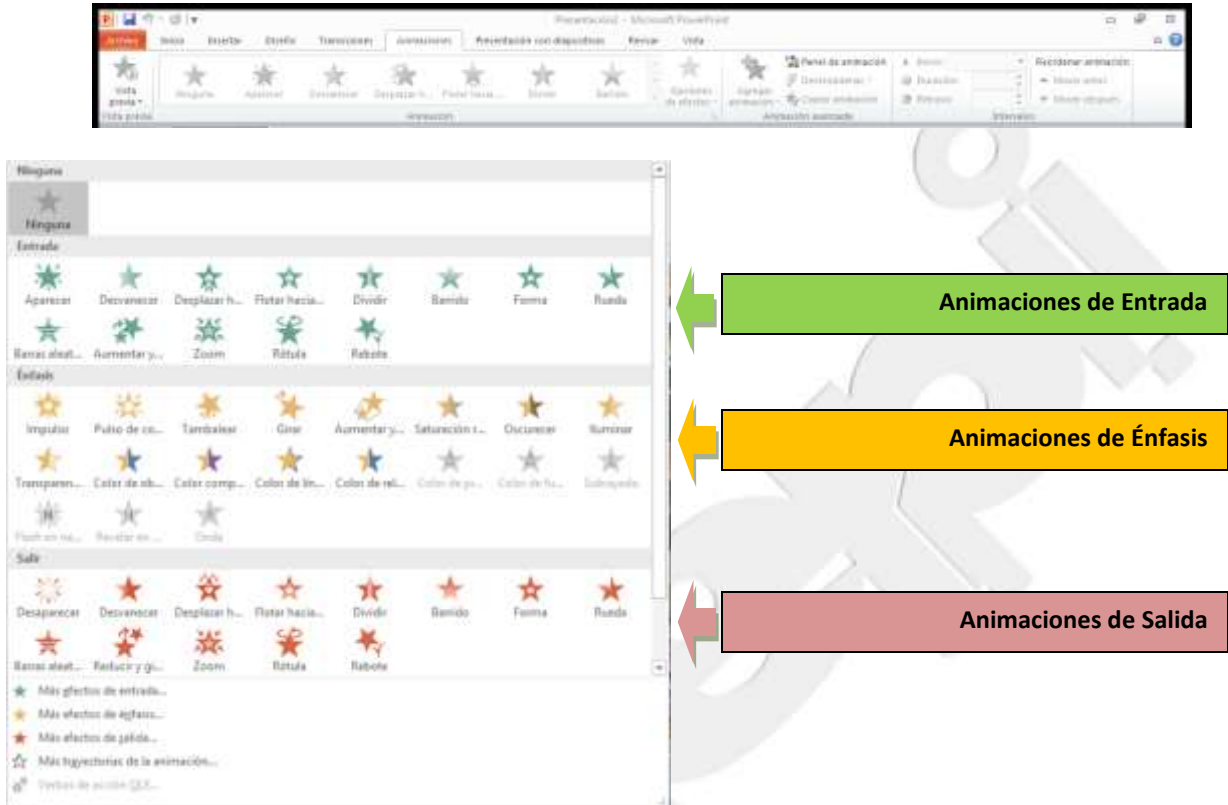 Presentación2 - Microsoft PowerPoint
Archivo Inicio Insertar Diseño Transiciones Animaciones Presentación con diapositivas Revisar Vista
Vista previa Ninguna Aparecer Desvanecer Desplazar h... Flotar hacia... Dividir Barrido Opciones de efectos Agregar animación
Panel de animación
Desencadenar
Copiar animación
Inicio:
Duración:
Retraso:
Reordenar animación
Mover antes
Mover después
Vista previa Animación Animación avanzada Intervalos
Ninguna
Ninguna
Entrada
Aparecer Desvanecer Desplazar h... Flotar hacia... Dividir Barrido Forma Rueda
Barras aleat... Aumentar y... Zoom Rótula Rebote
Énfasis
Impulso Pulso de co... Tambalear Girar Aumentar y... Saturación c... Oscurecer Iluminar
Transparen... Color de ob... Color comp... Color de lín... Color de rel... Color de pi... Color de fu... Subrayado
Flash en ne... Revelar en ... Onda
Salir
Desaparecer Desvanecer Desplazar h... Flotar hacia... Dividir Barrido Forma Rueda
Barras aleat... Reducir y gi... Zoom Rótula Rebote
Más efectos de entrada...
Más efectos de énfasis...
Más efectos de salida...
Más trayectorias de la animación...
Verbos de acción OLE...
Animaciones de Entrada
Animaciones de Énfasis
Animaciones de Salida